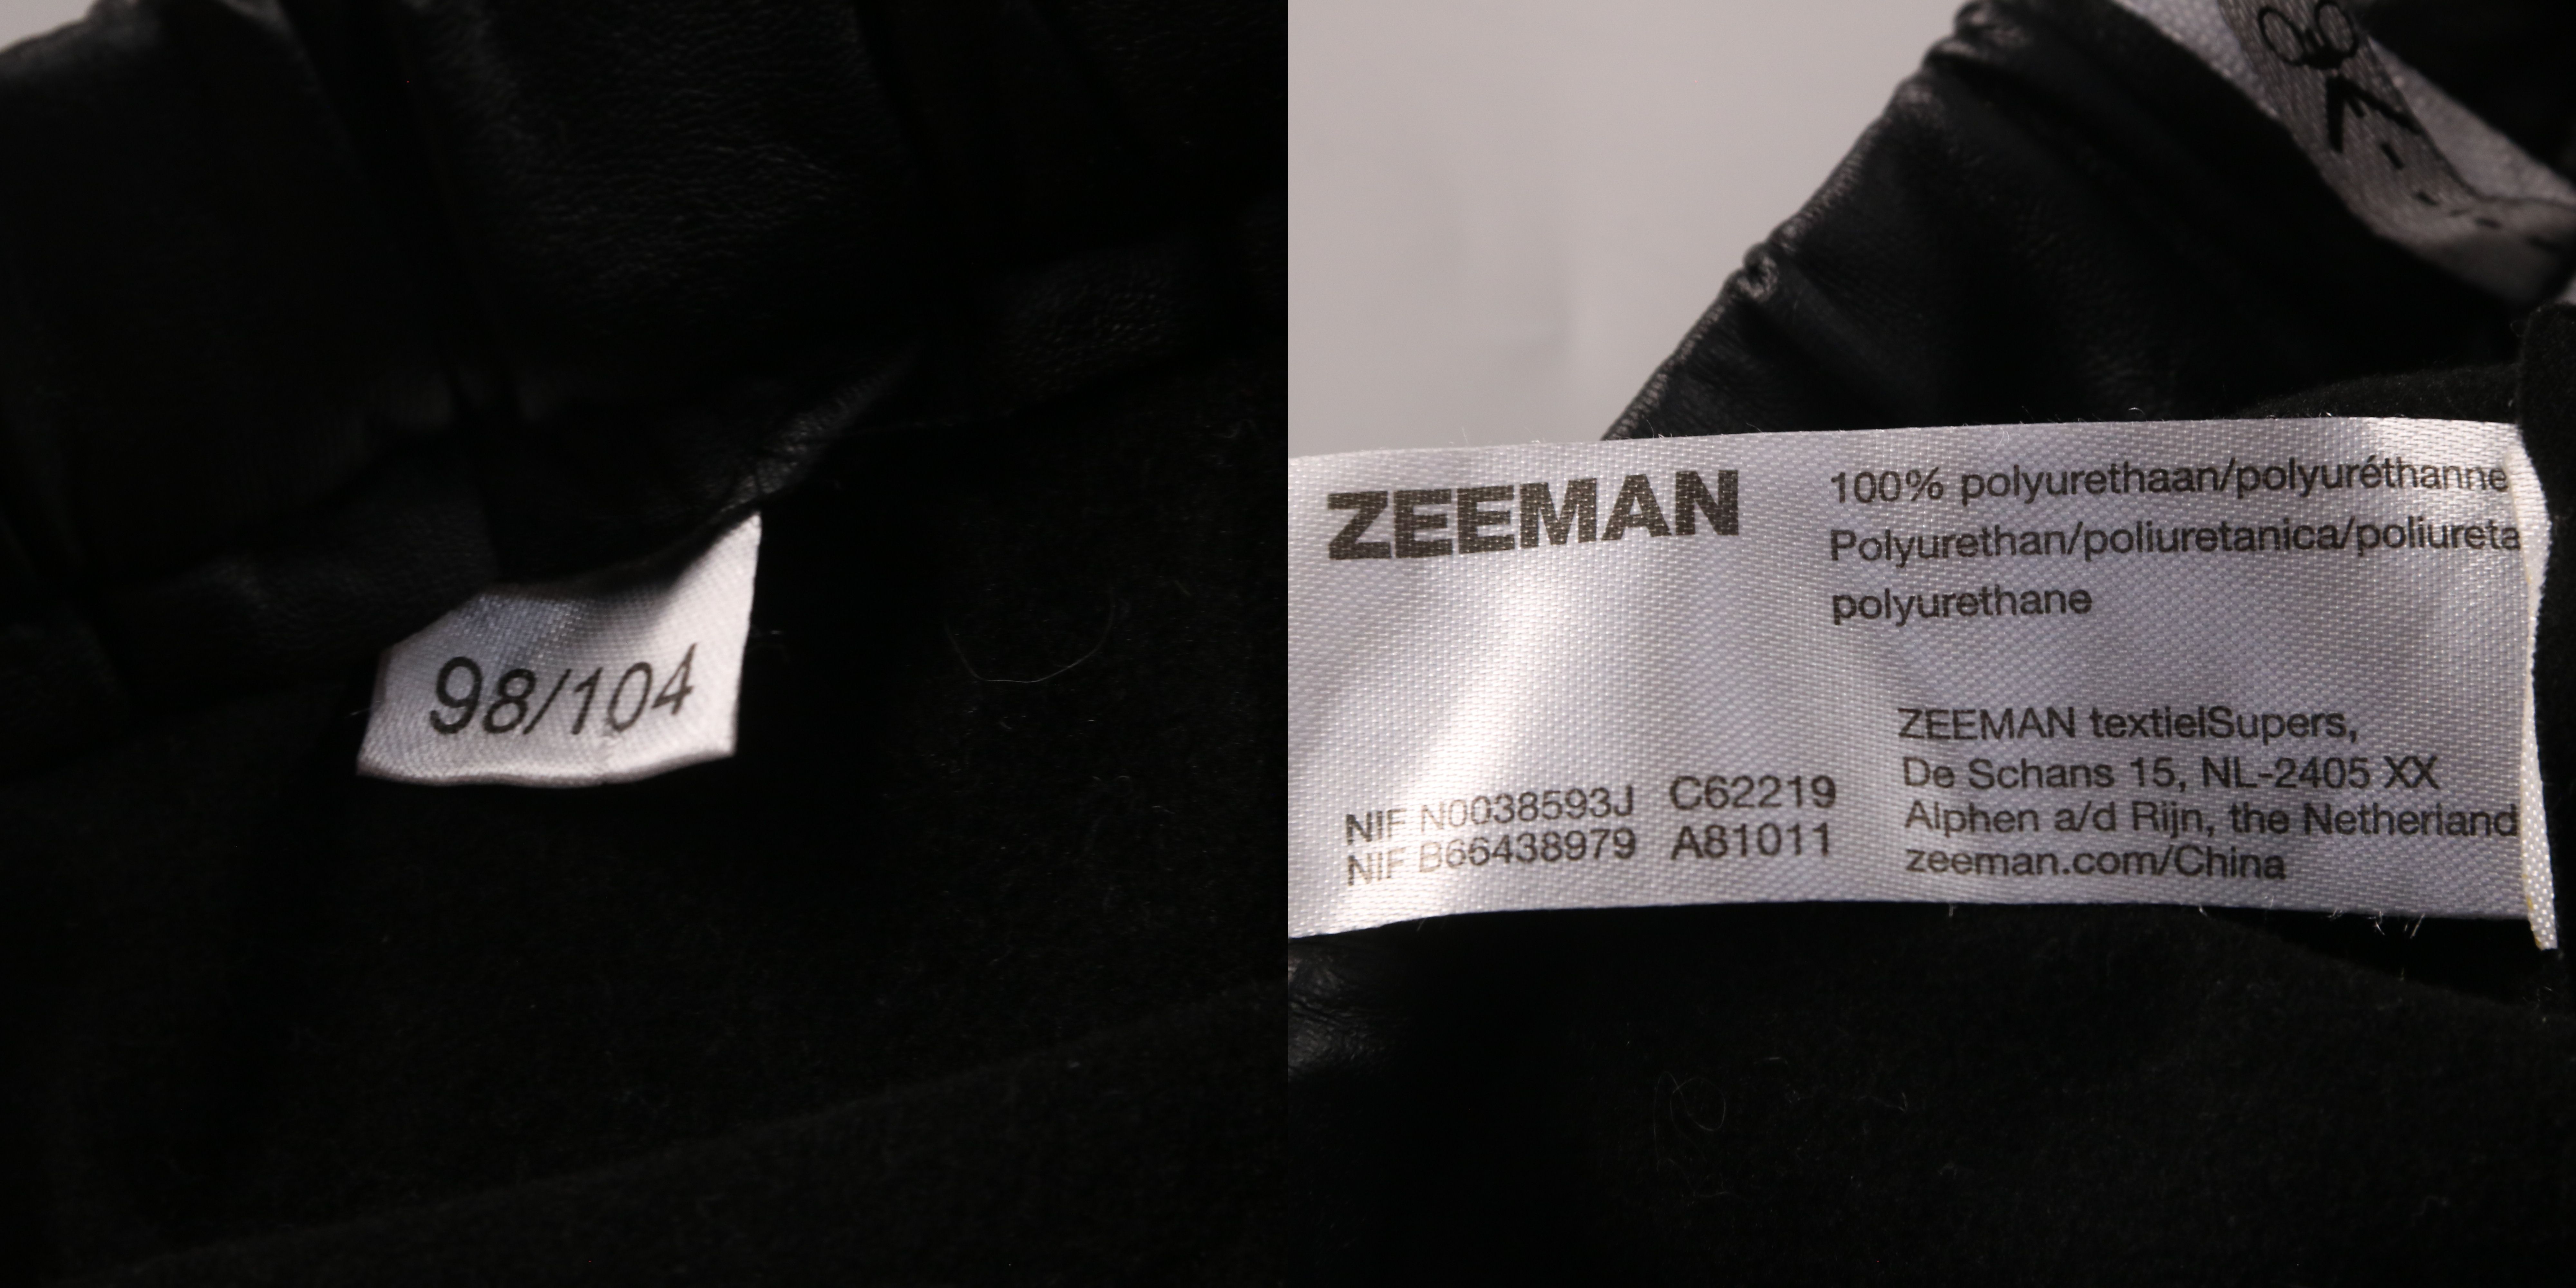 98/104
ZEEMAN
100% polyurethaan/polyuréthanne
Polyurethan/poliuretanica/poliureta
polyurethane
NIF N0038593J C62219
NIF B66438979 A81011
ZEEMAN textielSupers,
De Schans 15, NL-2405 XX
Alphen a/d Rijn, the Netherland
zeeman.com/China